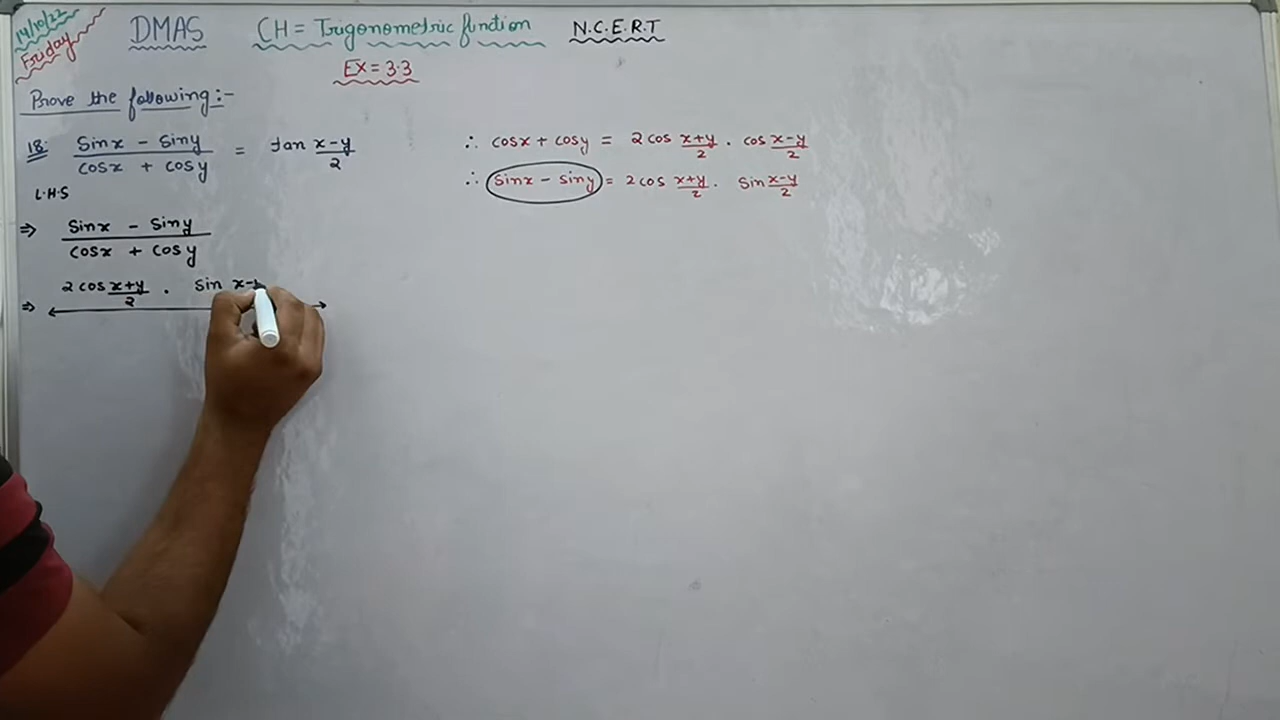 14/10/22
Friday
DMAS CH = Trigonometric function N.C.E.R.T
EX = 3.3
Prove the following :-
18. (Sinx - Siny)/(cosx + cosy) = tan (x-y)/2
∴ cosx + cosy = 2 cos (x+y)/2 . cos (x-y)/2
∴ Sinx - Siny = 2 cos (x+y)/2 . Sin (x-y)/2
L.H.S
⇒ (Sinx - Siny)/(cosx + cosy)
⇒ 2 cos (x+y)/2 . Sin x-